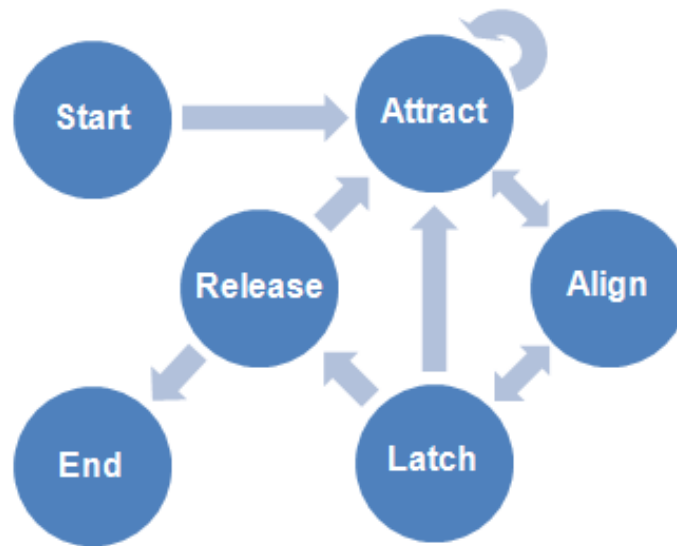 Start
Attract
Release
Align
End
Latch